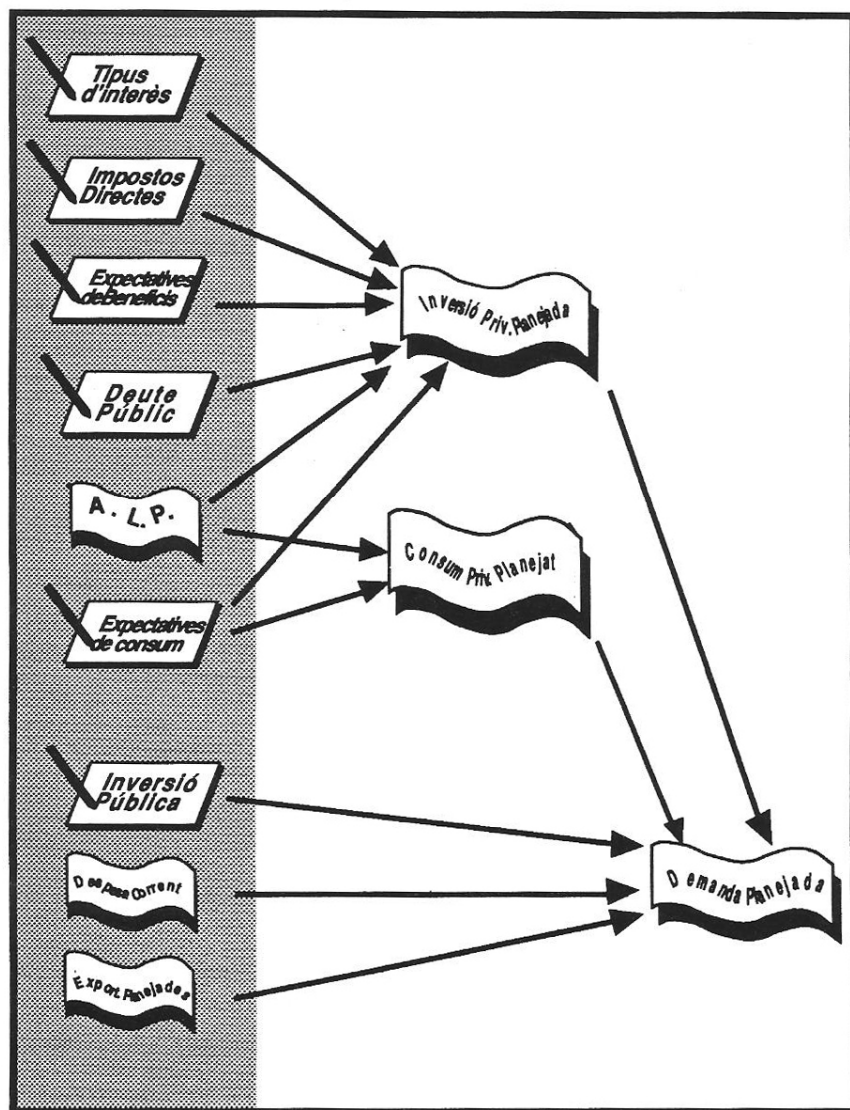 Tipus
d'interès
Impostos
Directes
Expectatives
deBeneficis
Inversió Priv. Planejada
Deute
Públic
A. L.P.
Consum Priv. Planejat
Expectatives
de consum
Inversió
Pública
Despesa Corrent
Demanda Planejada
Export. Planejades